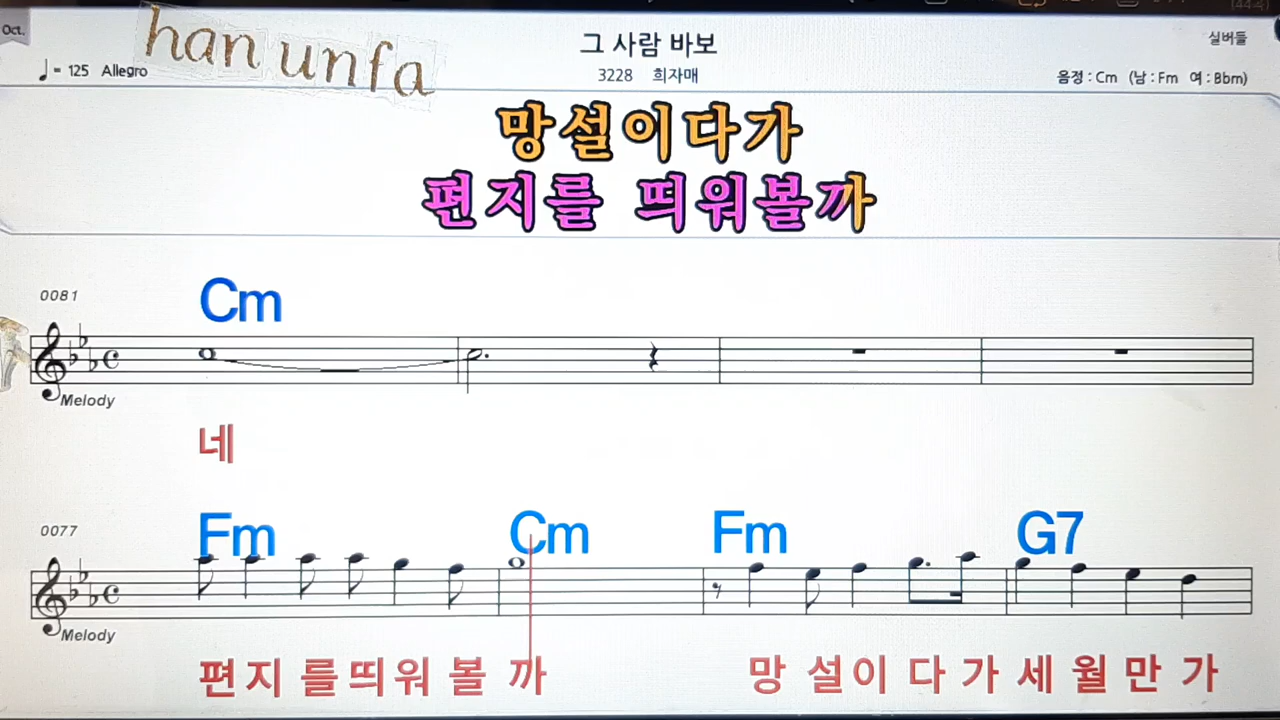 Oct.
han unfa
그 사람 바보
실버들
♩= 125 Allegro
3228 희자매
음정 : Cm (남 : Fm 여 : Bbm)
망설이다가
편지를 띄워볼까
0081
Cm
Melody
네
0077
Fm Cm Fm G7
Melody
편지 를띄워 볼 까 망 설이 다 가 세 월 만 가